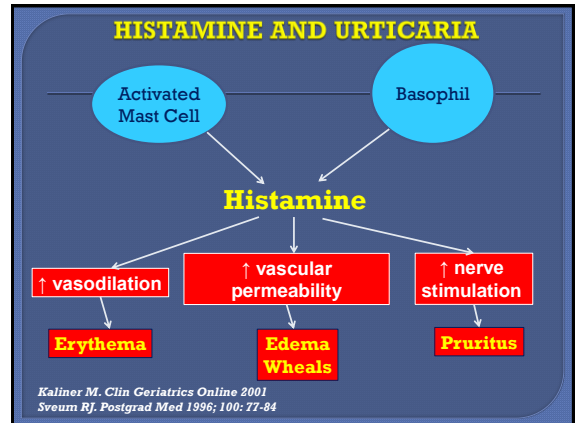 HISTAMINE AND URTICARIA
Activated
Mast Cell
Basophil
Histamine
↑ vasodilation
↑ vascular
permeability
↑ nerve
stimulation
Erythema
Edema
Wheals
Pruritus
Kaliner M. Clin Geriatrics Online 2001
Sveum RJ. Postgrad Med 1996; 100: 77-84